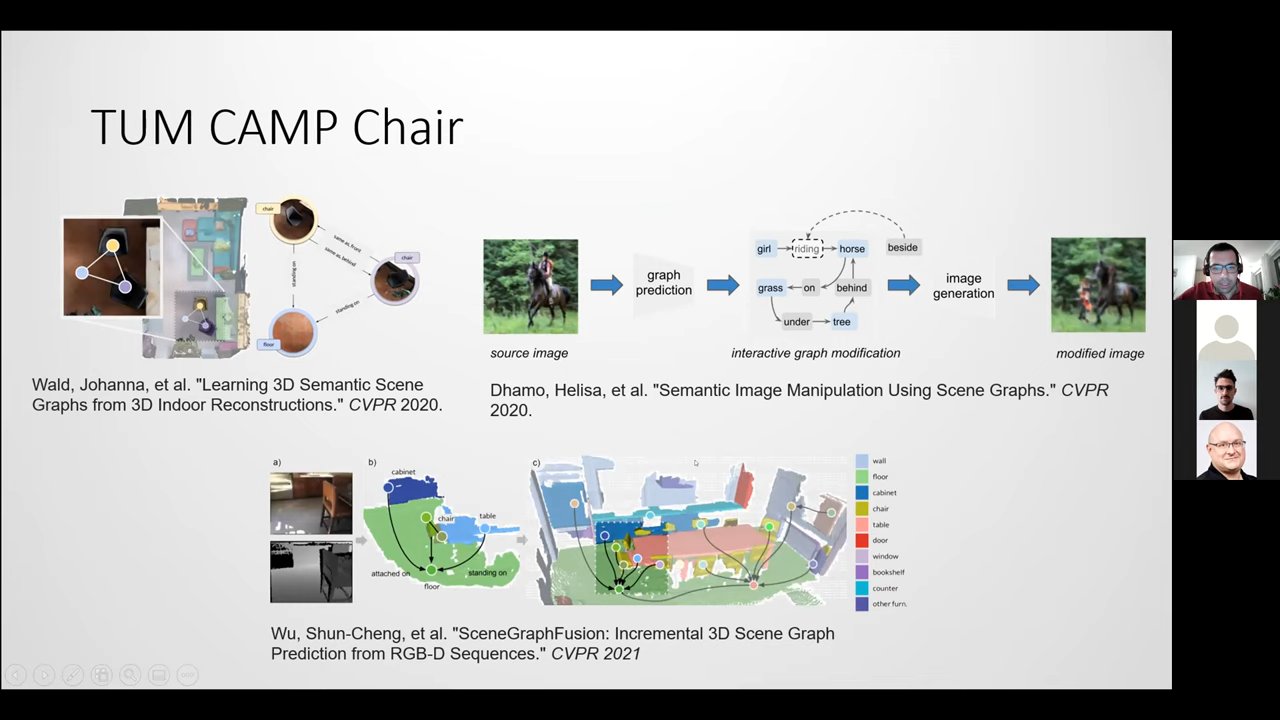 TUM CAMP Chair
chair
same as, front
same as, behind
chair
standing on
standing on
floor
Wald, Johanna, et al. "Learning 3D Semantic Scene
Graphs from 3D Indoor Reconstructions." CVPR 2020.
girl
riding
horse
beside
grass
on
behind
under
tree
graph
prediction
image
generation
source image
interactive graph modification
modified image
Dhamo, Helisa, et al. "Semantic Image Manipulation Using Scene Graphs." CVPR
2020.
a)
b)
c)
cabinet
chair
table
attached on
standing on
floor
wall
floor
cabinet
chair
table
door
window
bookshelf
counter
other furn.
Wu, Shun-Cheng, et al. "SceneGraphFusion: Incremental 3D Scene Graph
Prediction from RGB-D Sequences." CVPR 2021